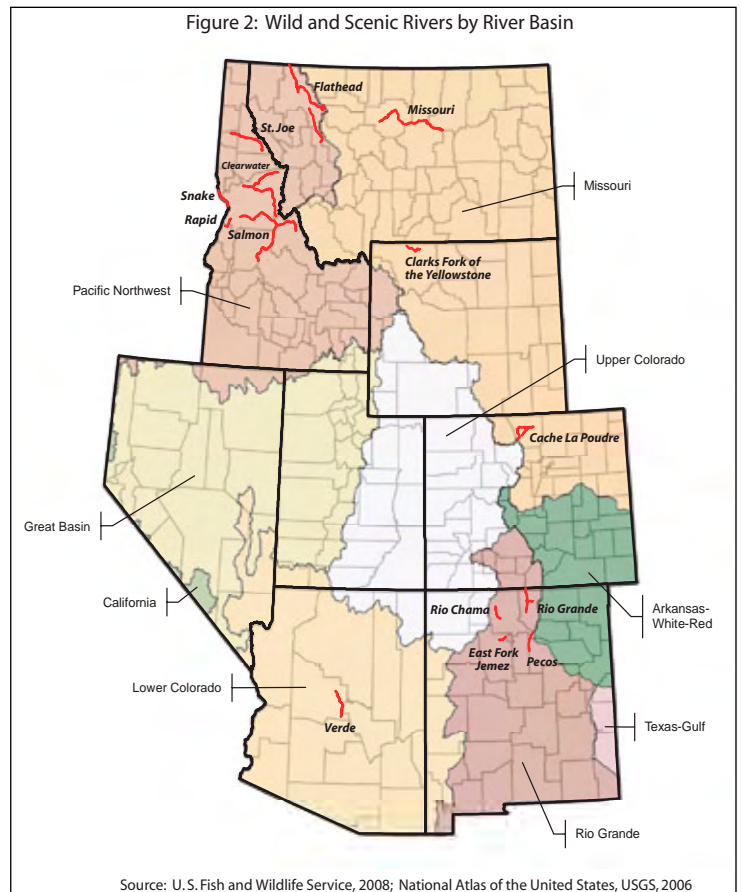 Figure 2: Wild and Scenic Rivers by River Basin
Flathead
Missouri
St. Joe
Clearwater
Snake
Missouri
Rapid
Salmon
Clarks Fork of
the Yellowstone
Pacific Northwest
Upper Colorado
Cache La Poudre
Great Basin
California
Rio Chama
Rio Grande
Arkansas-
White-Red
East Fork
Jemez
Pecos
Lower Colorado
Verde
Texas-Gulf
Rio Grande
Source: U. S. Fish and Wildlife Service, 2008; National Atlas of the United States, USGS, 2006